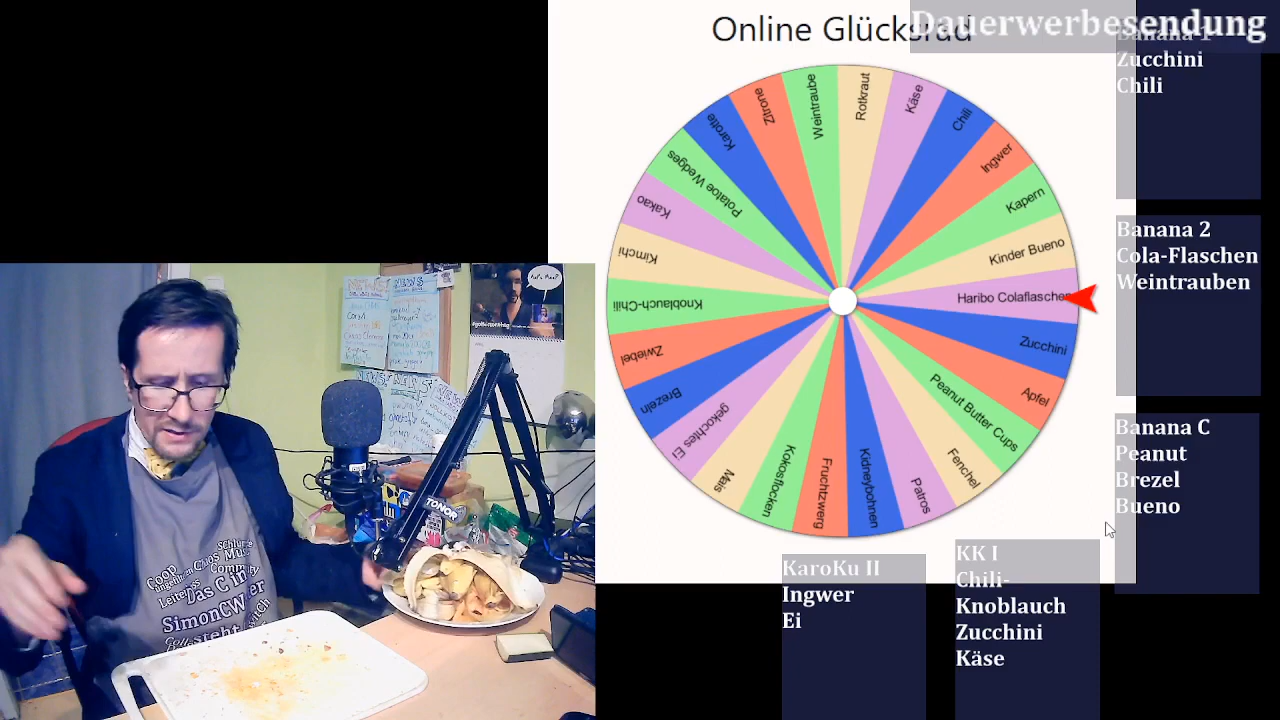 Online Glücksrad
Dauerwerbesendung
Banana 1
Zucchini
Chili
Banana 2
Cola-Flaschen
Weintrauben
Banana C
Peanut
Brezel
Bueno
KaroKu II
Ingwer
Ei
KK I
Chili-
Knoblauch
Zucchini
Käse
Rotkraut
Käse
Chili
Ingwer
Kapern
Kinder Bueno
Haribo Colaflaschen
Zucchini
Apfel
Peanut Butter Cups
Fenchel
Patros
Kidneybohnen
Fruchtzwerg
Kokosflocken
Mais
gekochtes Ei
Brezeln
Zwiebel
Knoblauch-Chili
Kimchi
Kakao
Potatoe Wedges
Karotte
Zitrone
Weintraube
TONOR
Coop
Das C
SimonCW
steht